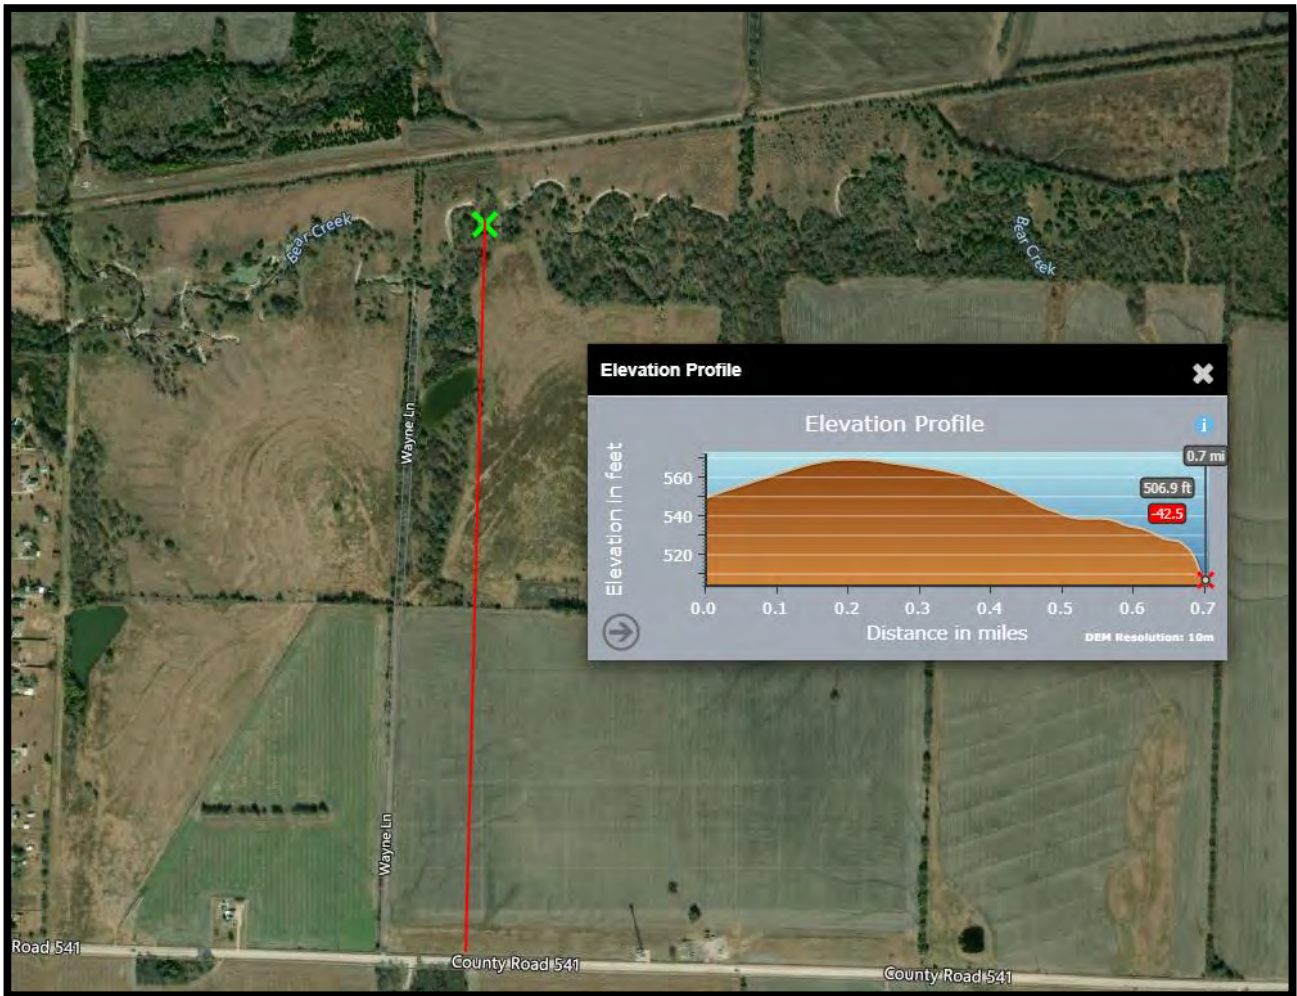 Bear Creek
Bear Creek
Wayne Ln
Wayne Ln
Road 541
County Road 541
County Road 541
Elevation Profile
Elevation Profile
i
Elevation in feet
560
540
520
0.7 mi
506.9 ft
-42.5
0.0 0.1 0.2 0.3 0.4 0.5 0.6 0.7
Distance in miles
DEM Resolution: 10m